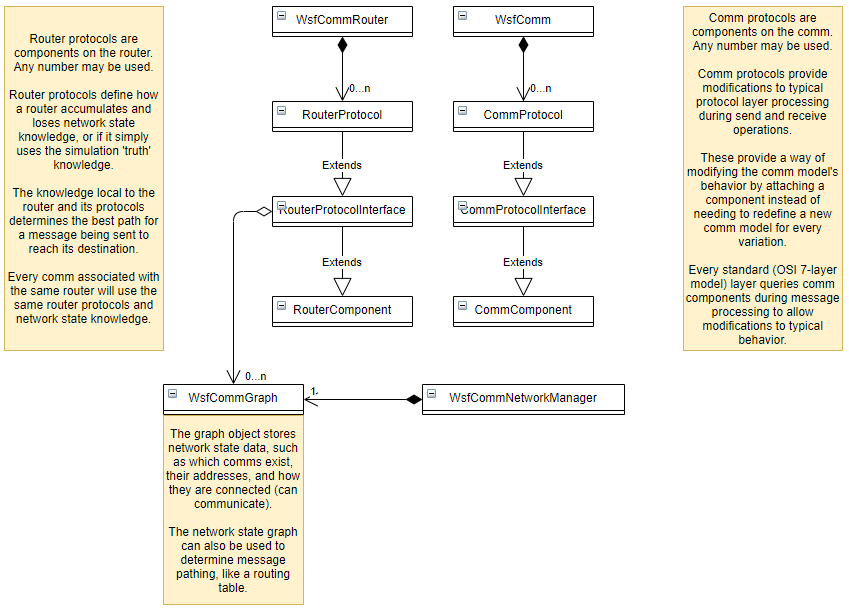 Router protocols are
components on the router.
Any number may be used.
Router protocols define how
a router accumulates and
loses network state
knowledge, or if it simply
uses the simulation 'truth'
knowledge.
The knowledge local to the
router and its protocols
determines the best path for
a message being sent to
reach its destination.
Every comm associated with
the same router will use the
same router protocols and
network state knowledge.
WsfCommRouter
0...n
RouterProtocol
Extends
RouterProtocolInterface
Extends
RouterComponent
WsfComm
0...n
CommProtocol
Extends
CommProtocolInterface
Extends
CommComponent
Comm protocols are
components on the comm.
Any number may be used.
Comm protocols provide
modifications to typical
protocol layer processing
during send and receive
operations.
These provide a way of
modifying the comm model's
behavior by attaching a
component instead of
needing to redefine a new
comm model for every
variation.
Every standard (OSI 7-layer
model) layer queries comm
components during message
processing to allow
modifications to typical
behavior.
0...n
WsfCommGraph
1.
WsfCommNetworkManager
The graph object stores
network state data, such
as which comms exist,
their addresses, and how
they are connected (can
communicate).
The network state graph
can also be used to
determine message
pathing, like a routing
table.